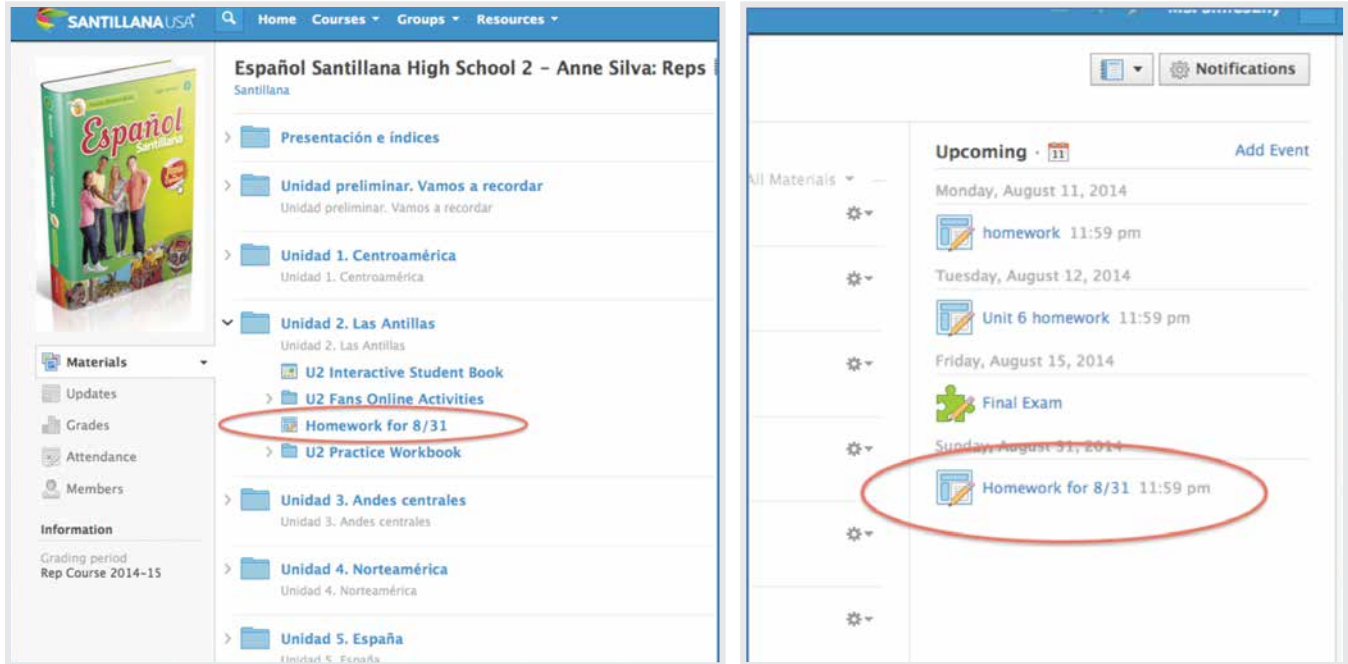 SANTILLANA USA
Home Courses Groups Resources
Español Santillana High School 2 – Anne Silva: Reps
Santillana
Español
Santillana
Presentación e índices
Unidad preliminar. Vamos a recordar
Unidad preliminar. Vamos a recordar
Unidad 1. Centroamérica
Unidad 1. Centroamérica
Unidad 2. Las Antillas
Unidad 2. Las Antillas
U2 Interactive Student Book
U2 Fans Online Activities
Homework for 8/31
U2 Practice Workbook
Unidad 3. Andes centrales
Unidad 3. Andes centrales
Unidad 4. Norteamérica
Unidad 4. Norteamérica
Unidad 5. España
Unidad 5. España
Materials
Updates
Grades
Attendance
Members
Information
Grading period
Rep Course 2014-15
Notifications
Upcoming · 11
Add Event
All Materials
Monday, August 11, 2014
homework 11:59 pm
Tuesday, August 12, 2014
Unit 6 homework 11:59 pm
Friday, August 15, 2014
Final Exam
Sunday, August 31, 2014
Homework for 8/31 11:59 pm